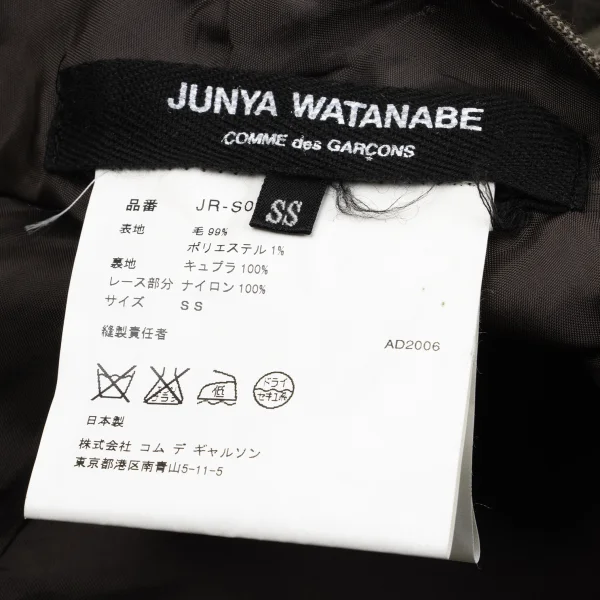 JUNYA WATANABE
COMME des GARÇONS
SS
品番 JR-S0
表地 毛 99%
ポリエステル 1%
裏地 キュプラ 100%
レース部分 ナイロン 100%
サイズ S S
縫製責任者
AD2006
低
ドライ
セキユ系
日本製
株式会社 コム デ ギャルソン
東京都港区南青山5-11-5